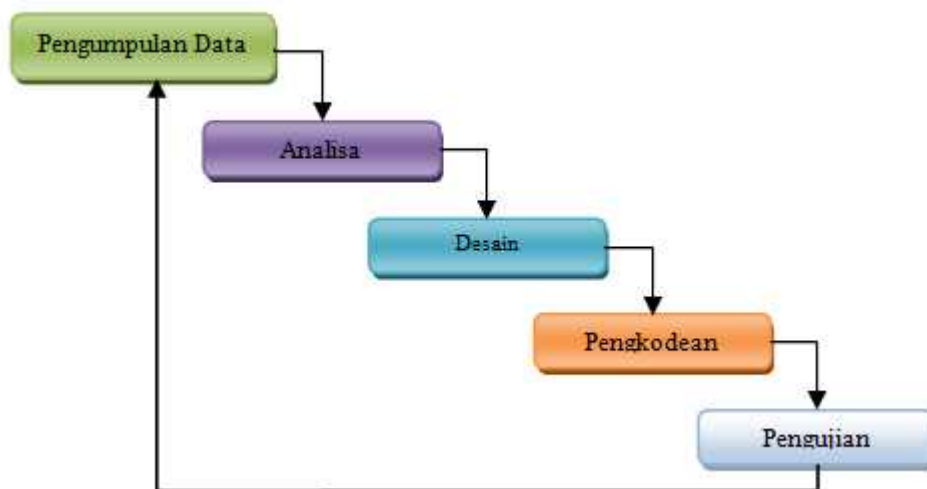 Pengumpulan Data
Analisa
Desain
Pengkodean
Pengujian